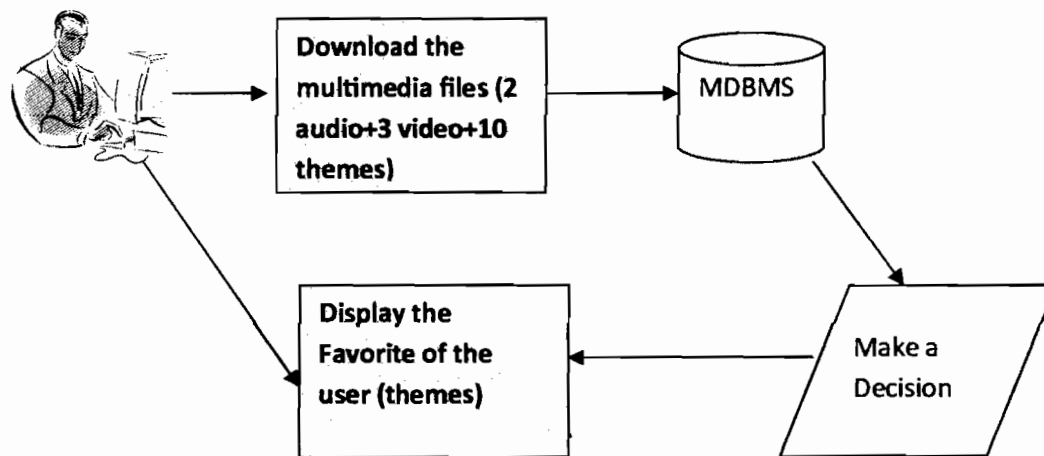 Download the
multimedia files (2
audio+3 video+10
themes)
MDBMS
Display the
Favorite of the
user (themes)
Make a
Decision